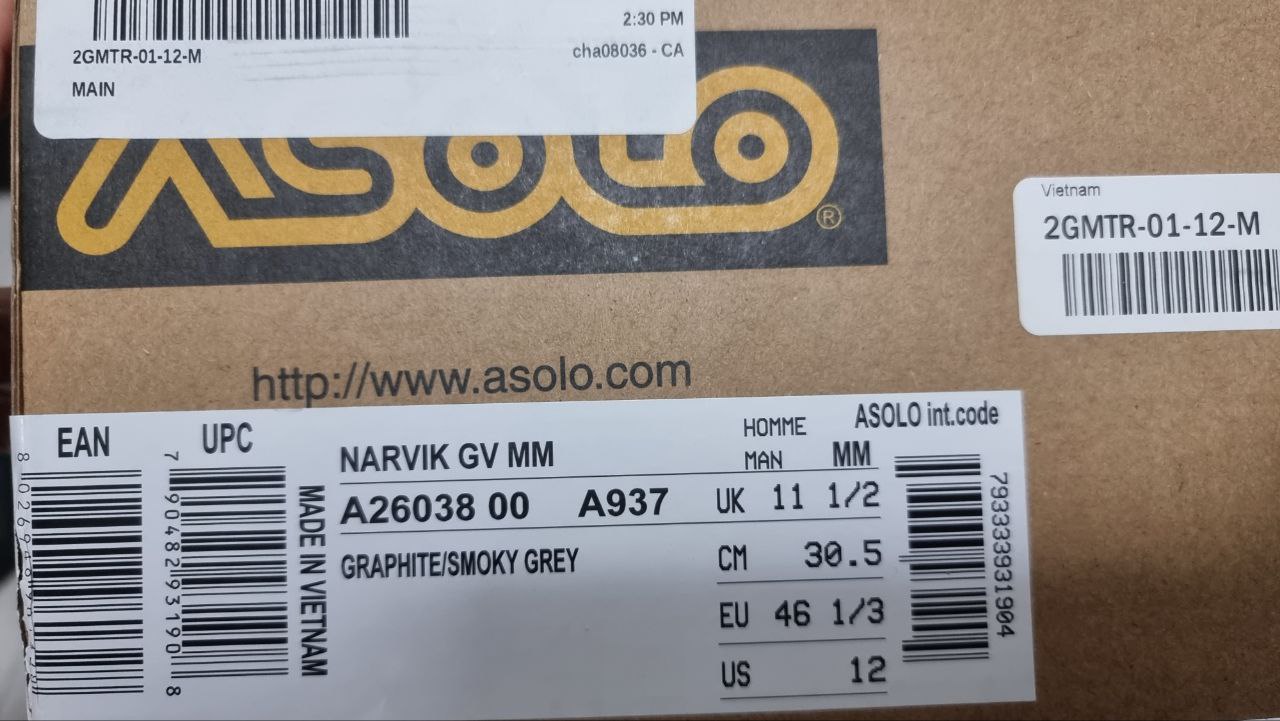 2:30 PM
2GMTR-01-12-M
cha08036 - CA
MAIN
ASOLO®
Vietnam
2GMTR-01-12-M
http://www.asolo.com
EAN
UPC
7 90482 93190 8
MADE IN VIETNAM
NARVIK GV MM
A26038 00 A937
GRAPHITE/SMOKY GREY
HOMME
MAN MM
UK 11 1/2
CM 30.5
EU 46 1/3
US 12
ASOLO int.code
793333931904